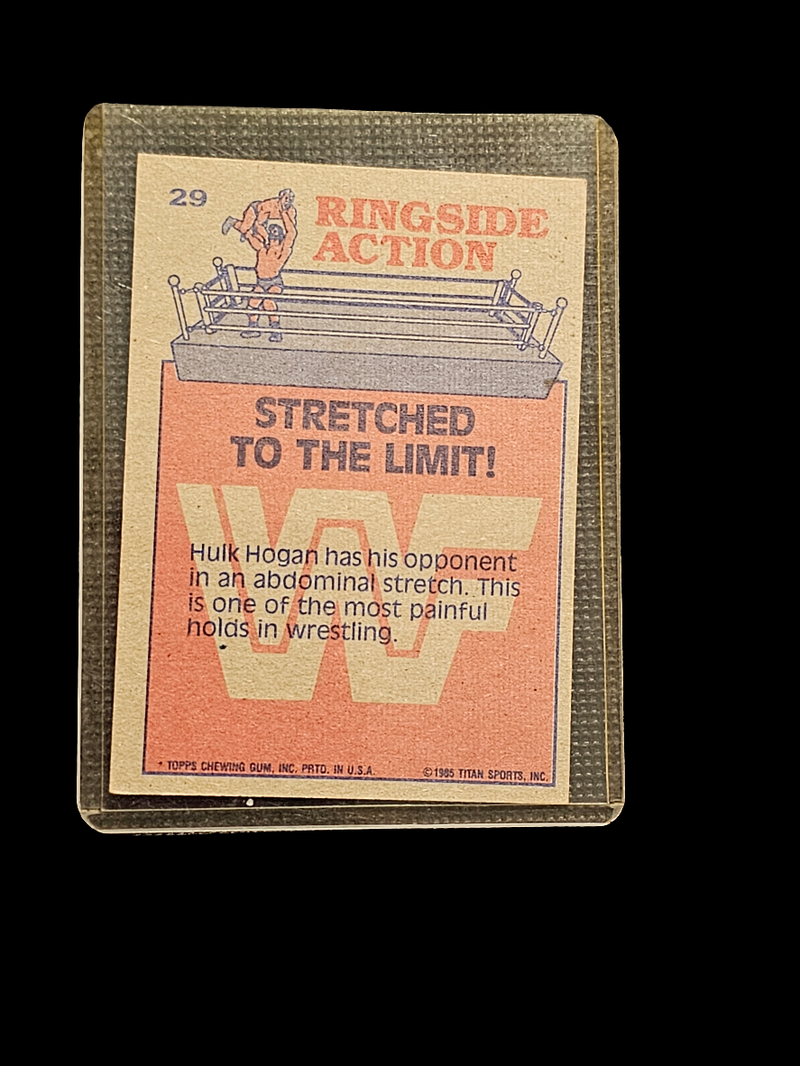 29
RINGSIDE
ACTION
STRETCHED
TO THE LIMIT!
WF
Hulk Hogan has his opponent
in an abdominal stretch. This
is one of the most painful
holds in wrestling.
* TOPPS CHEWING GUM, INC. PRTD. IN U.S.A. ©1985 TITAN SPORTS, INC.